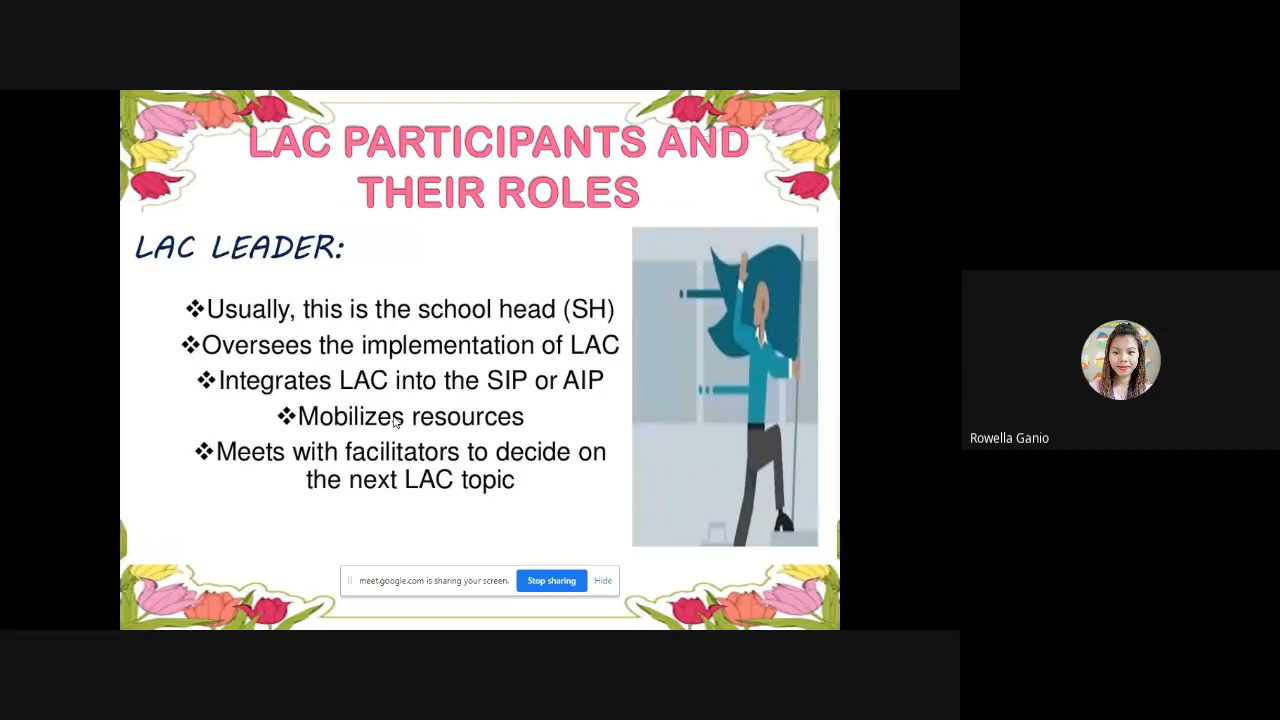 LAC PARTICIPANTS AND
THEIR ROLES
LAC LEADER:
❖Usually, this is the school head (SH)
❖Oversees the implementation of LAC
❖Integrates LAC into the SIP or AIP
❖Mobilizes resources
❖Meets with facilitators to decide on
the next LAC topic
meet.google.com is sharing your screen.
Stop sharing
Hide
Rowella Ganio